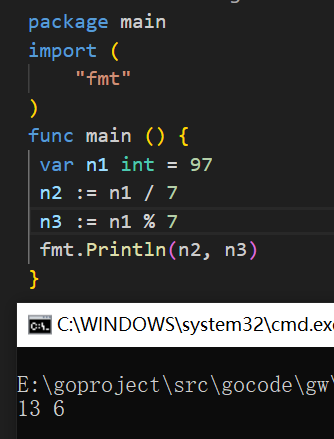 package main
import (
"fmt"
)
func main () {
var n1 int = 97
n2 := n1 / 7
n3 := n1 % 7
fmt.Println(n2, n3)
}
C:\WINDOWS\system32\cmd.exe
E:\goproject\src\gocode\gw\
13 6